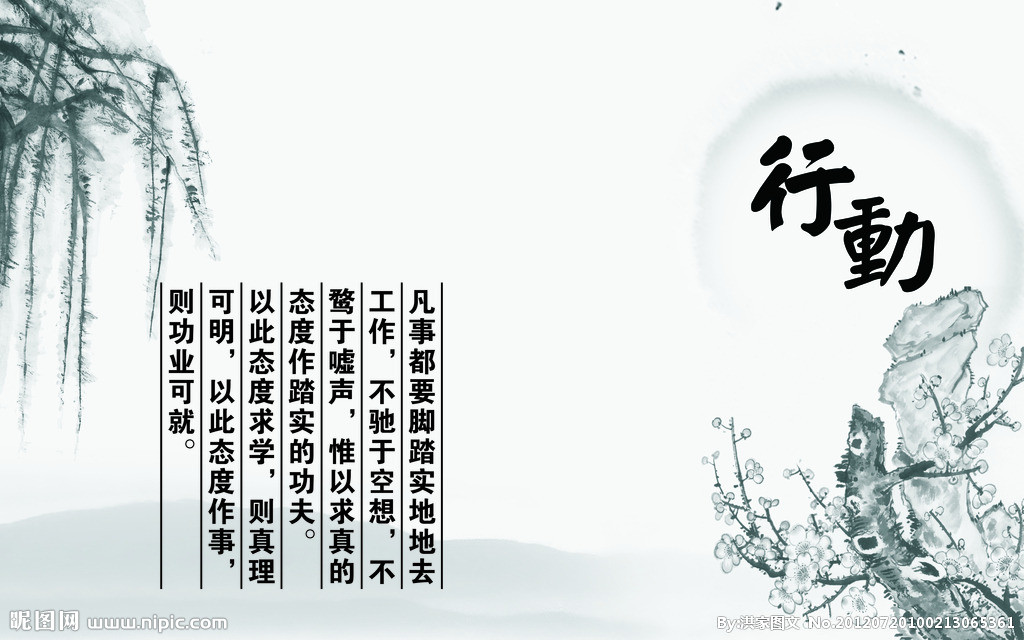 行動
凡事都要脚踏实地地去
工作，不驰于空想，不
鹜于嘘声，惟以求真的
态度作踏实的功夫。
以此态度求学，则真理
可明，以此态度作事，
则功业可就。
昵图网 www.nipic.com
By:淇家图文 No.20120720100213065361